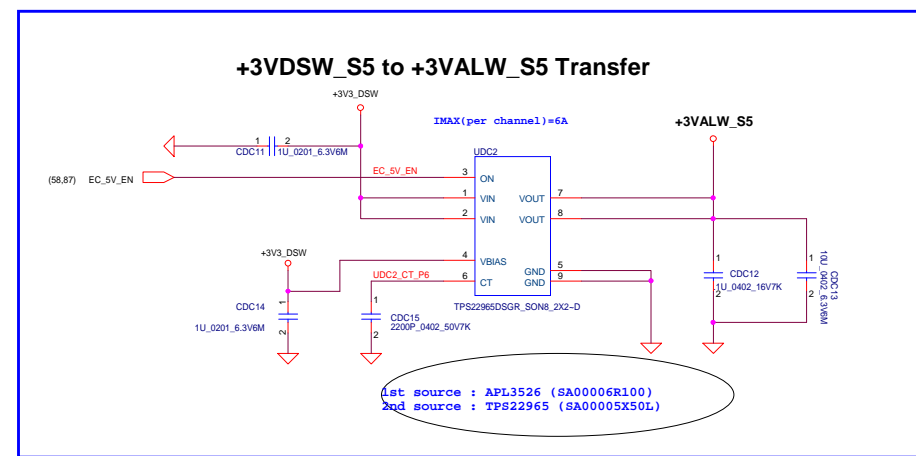 +3VDSW_S5 to +3VALW_S5 Transfer
+3V3_DSW
IMAX(per channel)=6A
+3VALW_S5
1 2
CDC11 1U_0201_6.3V6M
UDC2
(58,87) EC_5V_EN
EC_5V_EN 3 ON
1 VIN VOUT 7
2 VIN VOUT 8
+3V3_DSW
4 VBIAS
GND 5
UDC2_CT_P6 6 CT
GND 9
TPS22965DSGR_SON8_2X2-D
1
CDC12
.1U_0402_16V7K
2
1
CDC13
10U_0402_6.3V6M
2
CDC14
1
1U_0201_6.3V6M
2
1
CDC15
2200P_0402_50V7K
2
1st source : APL3526 (SA00006R100)
2nd source : TPS22965 (SA00005X50L)